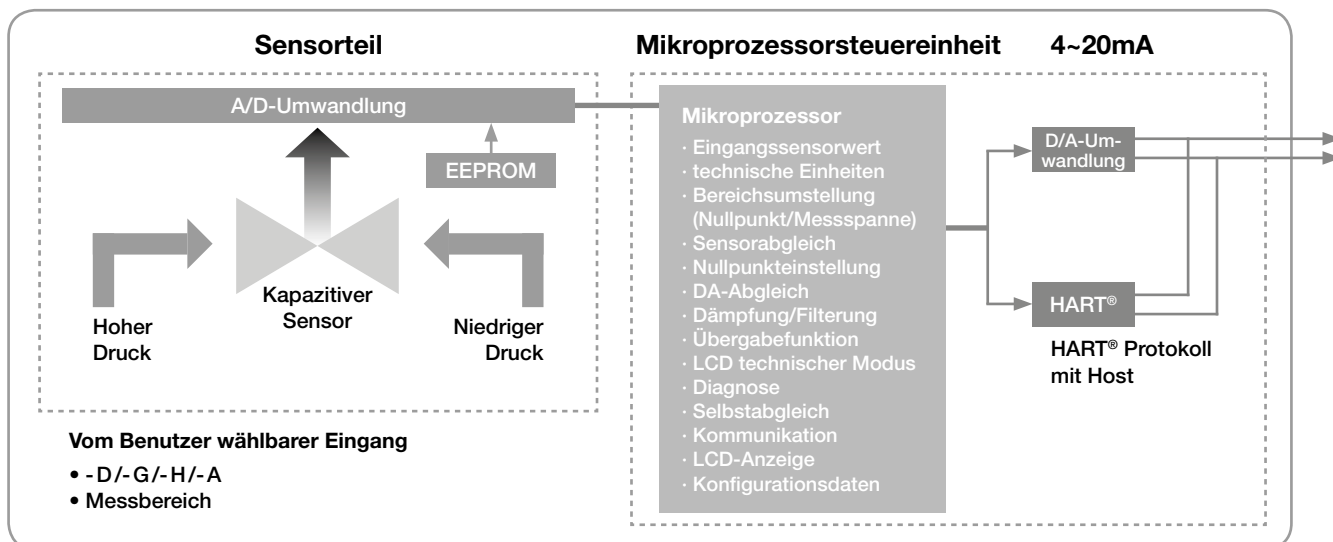 Sensorteil
A/D-Umwandlung
EEPROM
Hoher
Druck
Kapazitiver
Sensor
Niedriger
Druck
Vom Benutzer wählbarer Eingang
• -D/-G/-H/-A
• Messbereich
Mikroprozessorsteuereinheit
4~20mA
Mikroprozessor
· Eingangssensorwert
· technische Einheiten
· Bereichsumstellung
(Nullpunkt/Messspanne)
· Sensorabgleich
· Nullpunkteinstellung
· DA-Abgleich
· Dämpfung/Filterung
· Übergabefunktion
· LCD technischer Modus
· Diagnose
· Selbstabgleich
· Kommunikation
· LCD-Anzeige
· Konfigurationsdaten
D/A-Um-
wandlung
HART®
HART® Protokoll
mit Host